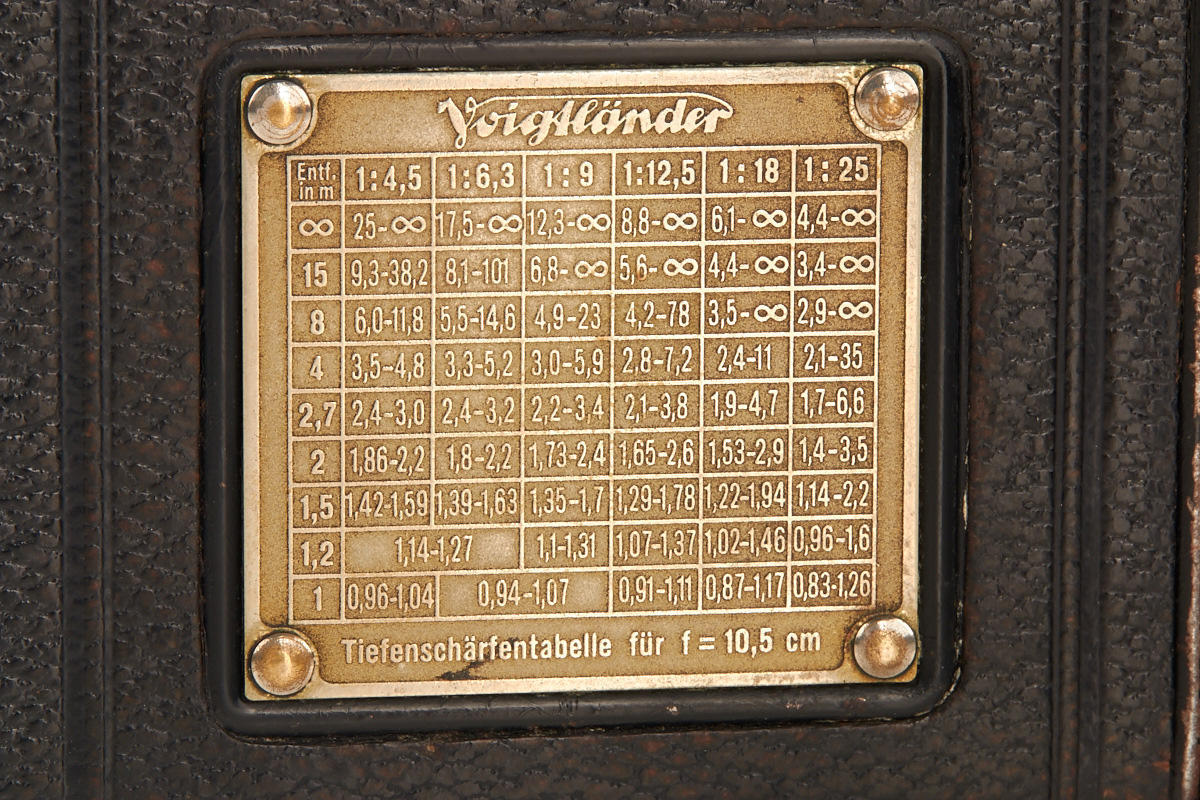 Voigtländer
Entf. in m 1:4,5 1:6,3 1:9 1:12,5 1:18 1:25
∞ 25-∞ 17,5-∞ 12,3-∞ 8,8-∞ 6,1-∞ 4,4-∞
15 9,3-38,2 8,1-101 6,8-∞ 5,6-∞ 4,4-∞ 3,4-∞
8 6,0-11,8 5,5-14,6 4,9-23 4,2-78 3,5-∞ 2,9-∞
4 3,5-4,8 3,3-5,2 3,0-5,9 2,8-7,2 2,4-11 2,1-35
2,7 2,4-3,0 2,4-3,2 2,2-3,4 2,1-3,8 1,9-4,7 1,7-6,6
2 1,86-2,2 1,8-2,2 1,73-2,4 1,65-2,6 1,53-2,9 1,4-3,5
1,5 1,42-1,59 1,39-1,63 1,35-1,7 1,29-1,78 1,22-1,94 1,14-2,2
1,2 1,14-1,27 1,1-1,31 1,07-1,37 1,02-1,46 0,96-1,6
1 0,96-1,04 0,94-1,07 0,91-1,11 0,87-1,17 0,83-1,26
Tiefenschärfentabelle für f = 10,5 cm